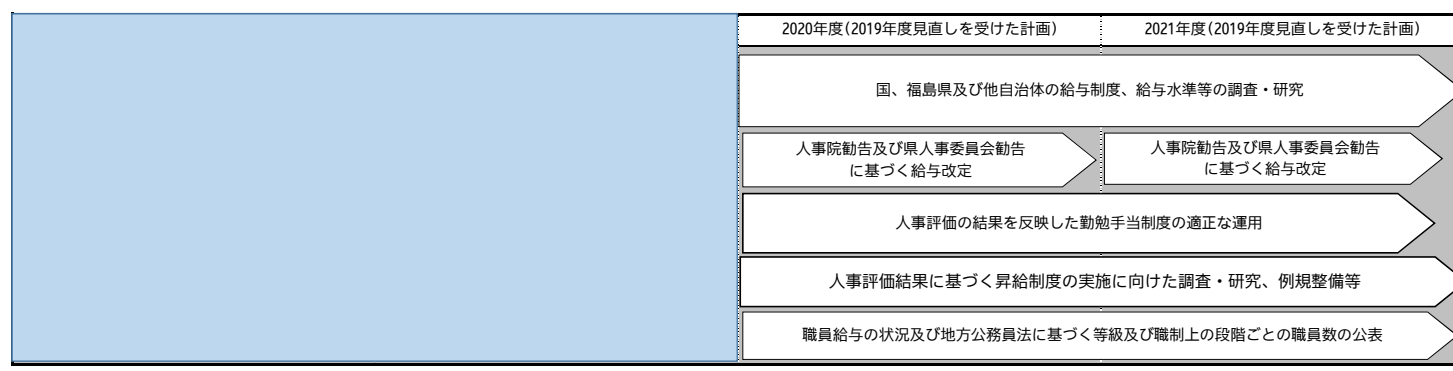 2020年度(2019年度見直しを受けた計画)
2021年度(2019年度見直しを受けた計画)
国、福島県及び他自治体の給与制度、給与水準等の調査・研究
人事院勧告及び県人事委員会勧告
に基づく給与改定
人事院勧告及び県人事委員会勧告
に基づく給与改定
人事評価の結果を反映した勤勉手当制度の適正な運用
人事評価結果に基づく昇給制度の実施に向けた調査・研究、例規整備等
職員給与の状況及び地方公務員法に基づく等級及び職制上の段階ごとの職員数の公表